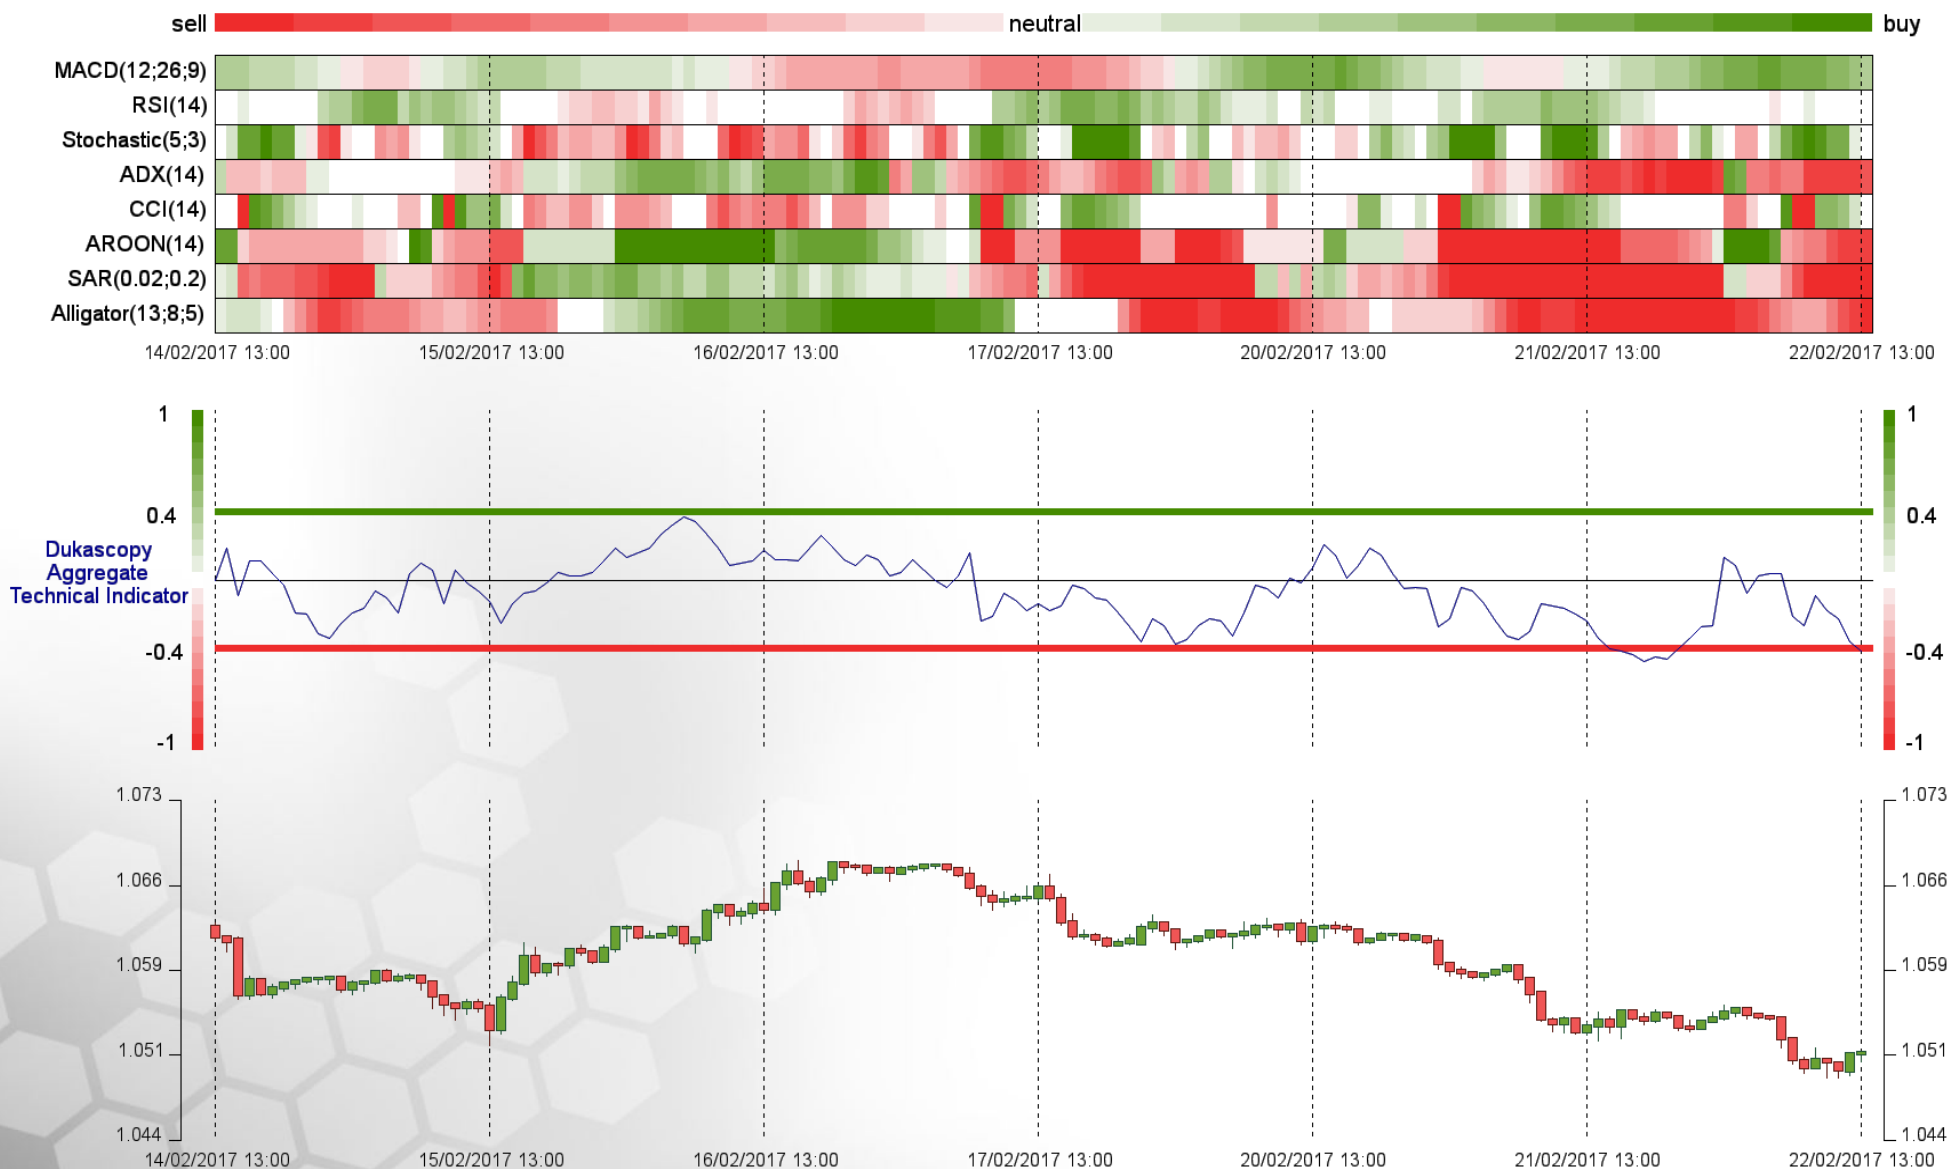 sell neutral buy
MACD(12;26;9)
RSI(14)
Stochastic(5;3)
ADX(14)
CCI(14)
AROON(14)
SAR(0.02;0.2)
Alligator(13;8;5)
14/02/2017 13:00 15/02/2017 13:00 16/02/2017 13:00 17/02/2017 13:00 20/02/2017 13:00 21/02/2017 13:00 22/02/2017 13:00
1 1
0.4 0.4
Dukascopy
Aggregate
Technical Indicator
-0.4 -0.4
-1 -1
1.073 1.073
1.066 1.066
1.059 1.059
1.051 1.051
1.044 1.044
14/02/2017 13:00 15/02/2017 13:00 16/02/2017 13:00 17/02/2017 13:00 20/02/2017 13:00 21/02/2017 13:00 22/02/2017 13:00